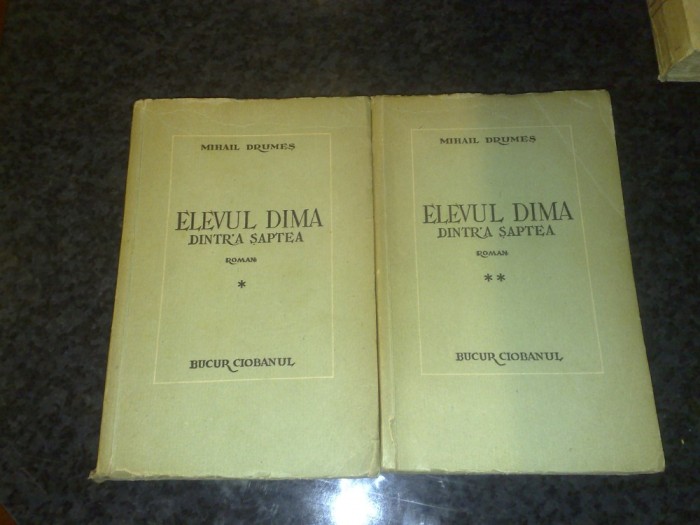 MIHAIL DRUMEȘ
ELEVUL DIMA
DINTR'A ȘAPTEA
ROMAN
*
BUCUR CIOBANUL
MIHAIL DRUMEȘ
ELEVUL DIMA
DINTR'A ȘAPTEA
ROMAN
**
BUCUR CIOBANUL